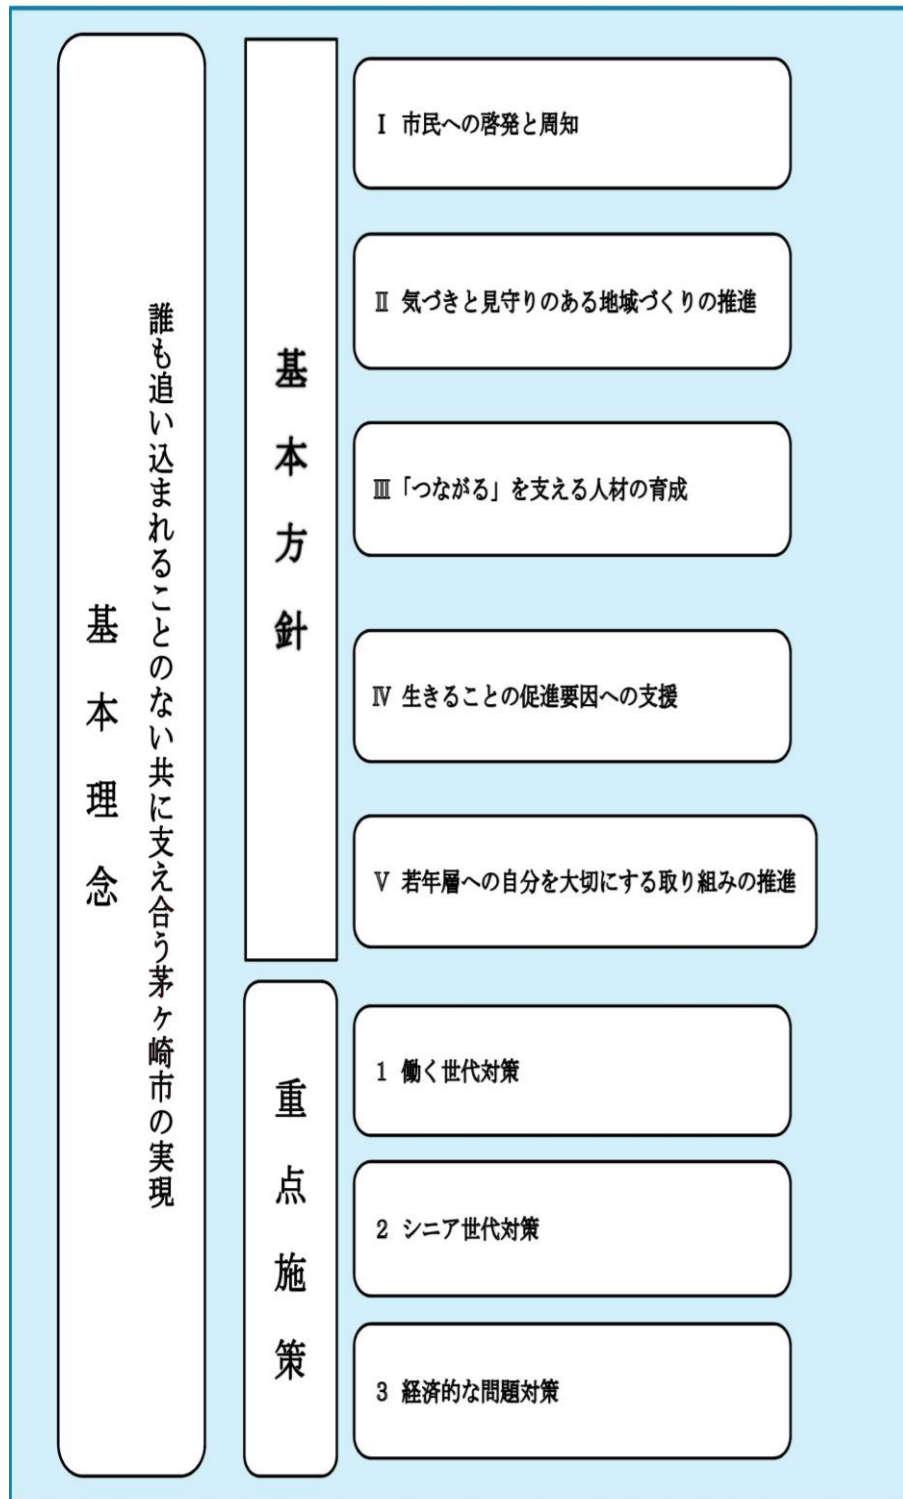 基本理念
誰も追い込まれることのない共に支え合う茅ヶ崎市の実現
基本方針
Ⅰ 市民への啓発と周知
Ⅱ 気づきと見守りのある地域づくりの推進
Ⅲ 「つながる」を支える人材の育成
Ⅳ 生きることの促進要因への支援
Ⅴ 若年層への自分を大切にする取り組みの推進
重点施策
1 働く世代対策
2 シニア世代対策
3 経済的な問題対策